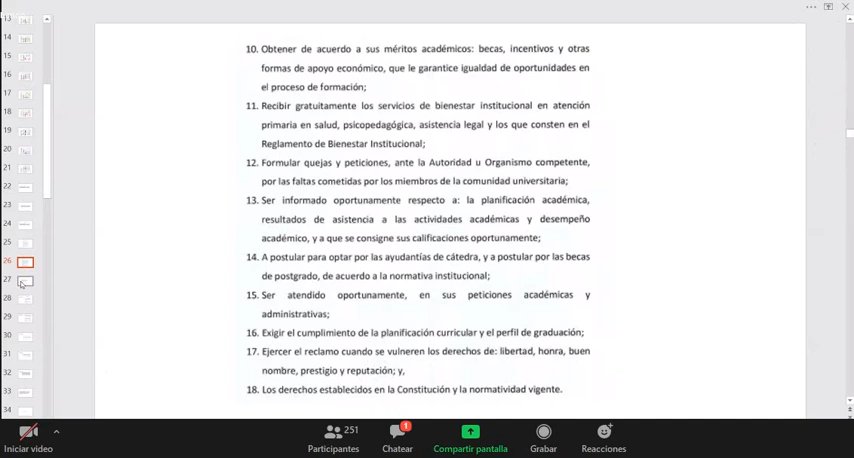 13
14
15
16
17
18
19
20
21
22
23
24
25
26
27
28
29
30
31
32
33
34
10. Obtener de acuerdo a sus méritos académicos: becas, incentivos y otras
formas de apoyo económico, que le garantice igualdad de oportunidades en
el proceso de formación;
11. Recibir gratuitamente los servicios de bienestar institucional en atención
primaria en salud, psicopedagógica, asistencia legal y los que consten en el
Reglamento de Bienestar Institucional;
12. Formular quejas y peticiones, ante la Autoridad u Organismo competente,
por las faltas cometidas por los miembros de la comunidad universitaria;
13. Ser informado oportunamente respecto a: la planificación académica,
resultados de asistencia a las actividades académicas y desempeño
académico, y a que se consigne sus calificaciones oportunamente;
14. A postular para optar por las ayudantías de cátedra, y a postular por las becas
de postgrado, de acuerdo a la normativa institucional;
15. Ser atendido oportunamente, en sus peticiones académicas y
administrativas;
16. Exigir el cumplimiento de la planificación curricular y el perfil de graduación;
17. Ejercer el reclamo cuando se vulneren los derechos de: libertad, honra, buen
nombre, prestigio y reputación; y,
18. Los derechos establecidos en la Constitución y la normatividad vigente.
Iniciar video
251
Participantes
1
Chatear
Compartir pantalla
Grabar
Reacciones